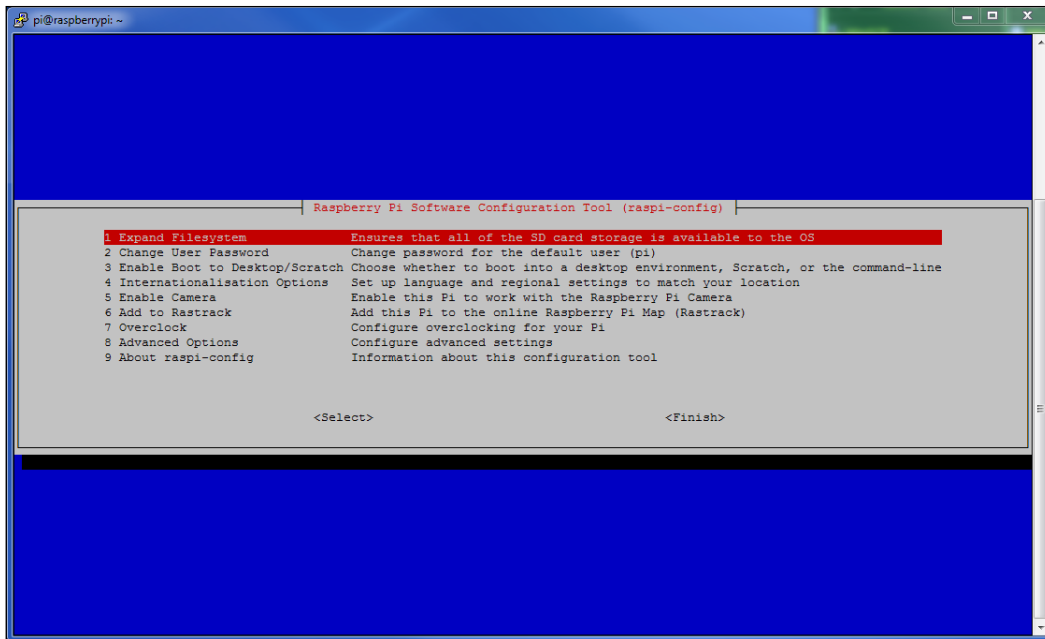 pi@raspberrypi: ~
Raspberry Pi Software Configuration Tool (raspi-config)
1 Expand Filesystem Ensures that all of the SD card storage is available to the OS
2 Change User Password Change password for the default user (pi)
3 Enable Boot to Desktop/Scratch Choose whether to boot into a desktop environment, Scratch, or the command-line
4 Internationalisation Options Set up language and regional settings to match your location
5 Enable Camera Enable this Pi to work with the Raspberry Pi Camera
6 Add to Rastrack Add this Pi to the online Raspberry Pi Map (Rastrack)
7 Overclock Configure overclocking for your Pi
8 Advanced Options Configure advanced settings
9 About raspi-config Information about this configuration tool
<Select> <Finish>